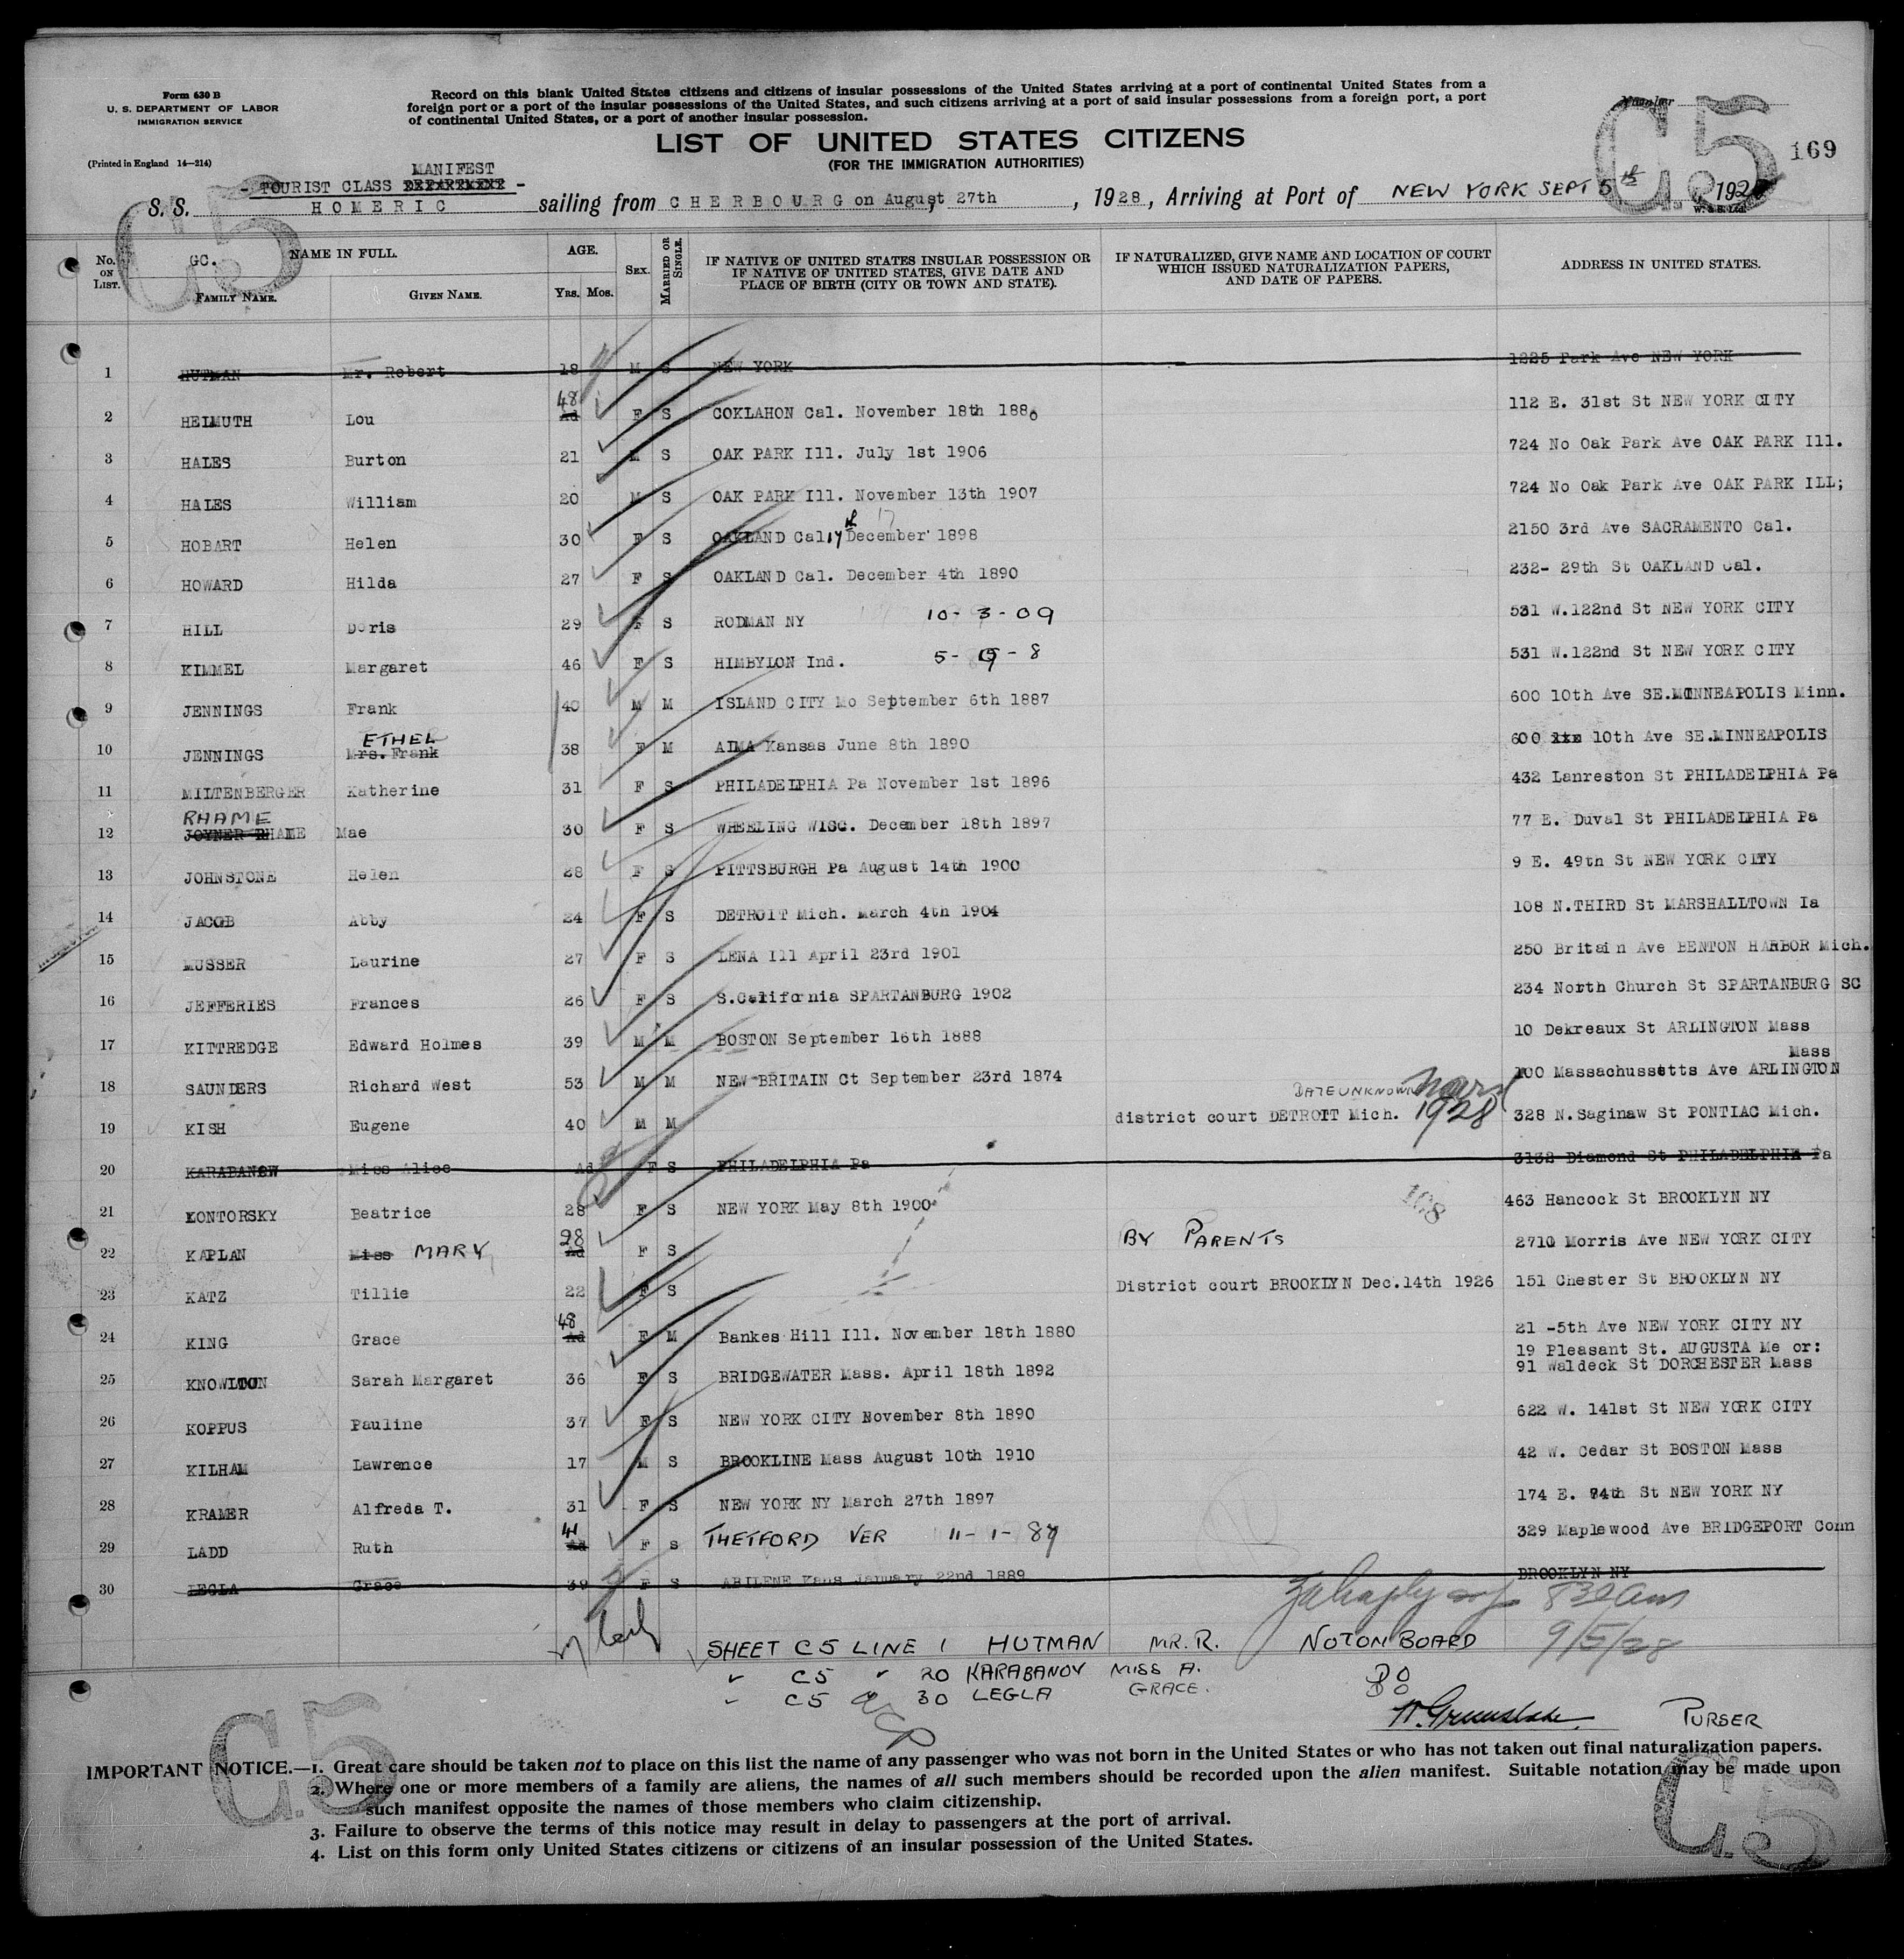 Form 630 B
U. S. DEPARTMENT OF LABOR
IMMIGRATION SERVICE
(Printed in England 14—214)
Record on this blank United States citizens and citizens of insular possessions of the United States arriving at a port of continental United States from a
foreign port or a port of the insular possessions of the United States, and such citizens arriving at a port of said insular possessions from a foreign port, a port
of continental United States, or a port of another insular possession.
LIST OF UNITED STATES CITIZENS
(FOR THE IMMIGRATION AUTHORITIES)
Number
C.5
169
MANIFEST
- TOURIST CLASS DEPARTMENT -
S. S. HOMERIC sailing from CHERBOURG on August, 27th, 1928, Arriving at Port of NEW YORK SEPT 5th 1928
W. & S. Ltd.
C.5
No. ON LIST. GC. NAME IN FULL. FAMILY NAME. GIVEN NAME. AGE. Yrs. Mos. SEX. MARRIED OR SINGLE. IF NATIVE OF UNITED STATES INSULAR POSSESSION OR IF NATIVE OF UNITED STATES, GIVE DATE AND PLACE OF BIRTH (CITY OR TOWN AND STATE). IF NATURALIZED, GIVE NAME AND LOCATION OF COURT WHICH ISSUED NATURALIZATION PAPERS, AND DATE OF PAPERS. ADDRESS IN UNITED STATES.
1 HUTMAN Mr. Robert 18 M S NEW YORK 1225 Park Ave NEW YORK
2 HEIMUTH Lou 48 Ad F S COKLAHON Cal. November 18th 1880 112 E. 31st St NEW YORK CITY
3 HALES Burton 21 M S OAK PARK Ill. July 1st 1906 724 No Oak Park Ave OAK PARK Ill.
4 HALES William 20 M S OAK PARK Ill. November 13th 1907 724 No Oak Park Ave OAK PARK ILL;
5 HOBART Helen 30 F S OAKLAND Cal 17 December 1898 2150 3rd Ave SACRAMENTO Cal.
6 HOWARD Hilda 27 F S OAKLAND Cal. December 4th 1890 232- 29th St OAKLAND Cal.
7 HILL Doris 29 F S RODMAN NY 10-3-09 531 W.122nd St NEW YORK CITY
8 KIMMEL Margaret 46 F S HIMBYLON Ind. 5- - 8 531 W.122nd St NEW YORK CITY
9 JENNINGS Frank 40 M M ISLAND CITY Mo September 6th 1887 600 10th Ave SE.MINNEAPOLIS Minn.
10 JENNINGS Mrs. Frank ETHEL 38 F M ALMA Kansas June 8th 1890 600 10th Ave SE.MINNEAPOLIS
11 MILTENBERGER Katherine 31 F S PHILADELPHIA Pa November 1st 1896 432 Lanreston St PHILADELPHIA Pa
12 RHAME JOYNER RHAME Mae 30 F S WHEELING WISC. December 18th 1897 77 E. Duval St PHILADELPHIA Pa
13 JOHNSTONE Helen 28 F S PITTSBURGH Pa August 14th 1900 9 E. 49th St NEW YORK CITY
14 JACOB Abby 24 F S DETROIT Mich. March 4th 1904 108 N.THIRD St MARSHALLTOWN Ia
15 MUSSER Laurine 27 F S LENA Ill April 23rd 1901 250 Britain Ave BENTON HARBOR Mich.
16 JEFFERIES Frances 26 F S S.California SPARTANBURG 1902 234 North Church St SPARTANBURG SC
17 KITTREDGE Edward Holmes 39 M M BOSTON September 16th 1888 10 Dekreaux St ARLINGTON Mass
18 SAUNDERS Richard West 53 M M NEW BRITAIN Ct September 23rd 1874 100 Massachussetts Ave ARLINGTON Mass
19 KISH Eugene 40 M M district court DETROIT Mich. DATE UNKNOWN 1928 328 N.Saginaw St PONTIAC Mich.
20 KARABANOW Miss Alice Ad F S PHILADELPHIA Pa 3132 Diamond St PHILADELPHIA Pa
21 KONTORSKY Beatrice 28 F S NEW YORK May 8th 1900 168 463 Hancock St BROOKLYN NY
22 KAPLAN Miss MARY 28 Ad F S BY PARENTS 2710 Morris Ave NEW YORK CITY
23 KATZ Tillie 22 F S District court BROOKLYN Dec.14th 1926 151 Chester St BROOKLYN NY
24 KING Grace 48 Ad F M Bankes Hill Ill. November 18th 1880 21 -5th Ave NEW YORK CITY NY
25 KNOWLTON Sarah Margaret 36 F S BRIDGEWATER Mass. April 18th 1892 19 Pleasant St. AUGUSTA Me or: 91 Waldeck St DORCHESTER Mass
26 KOPPUS Pauline 37 F S NEW YORK CITY November 8th 1890 622 W. 141st St NEW YORK CITY
27 KILHAM Lawrence 17 M S BROOKLINE Mass August 10th 1910 42 W. Cedar St BOSTON Mass
28 KRAMER Alfreda T. 31 F S NEW YORK NY March 27th 1897 174 E. 74th St NEW YORK NY
29 LADD Ruth 41 Ad F S THETFORD VER 11-1-87 329 Maplewood Ave BRIDGEPORT Conn
30 LEGLA Grace 39 F S ABILENE Kans January 22nd 1889 BROOKLYN NY
830 am
9/5/28
SHEET C5 LINE 1 HUTMAN MR. R. NOT ON BOARD
" C5 " 20 KARABANOV MISS A. DO
" C5 30 LEGLA GRACE. DO
PURSER
C.5
C.5
IMPORTANT NOTICE.—1. Great care should be taken not to place on this list the name of any passenger who was not born in the United States or who has not taken out final naturalization papers.
2. Where one or more members of a family are aliens, the names of all such members should be recorded upon the alien manifest. Suitable notation may be made upon
such manifest opposite the names of those members who claim citizenship.
3. Failure to observe the terms of this notice may result in delay to passengers at the port of arrival.
4. List on this form only United States citizens or citizens of an insular possession of the United States.